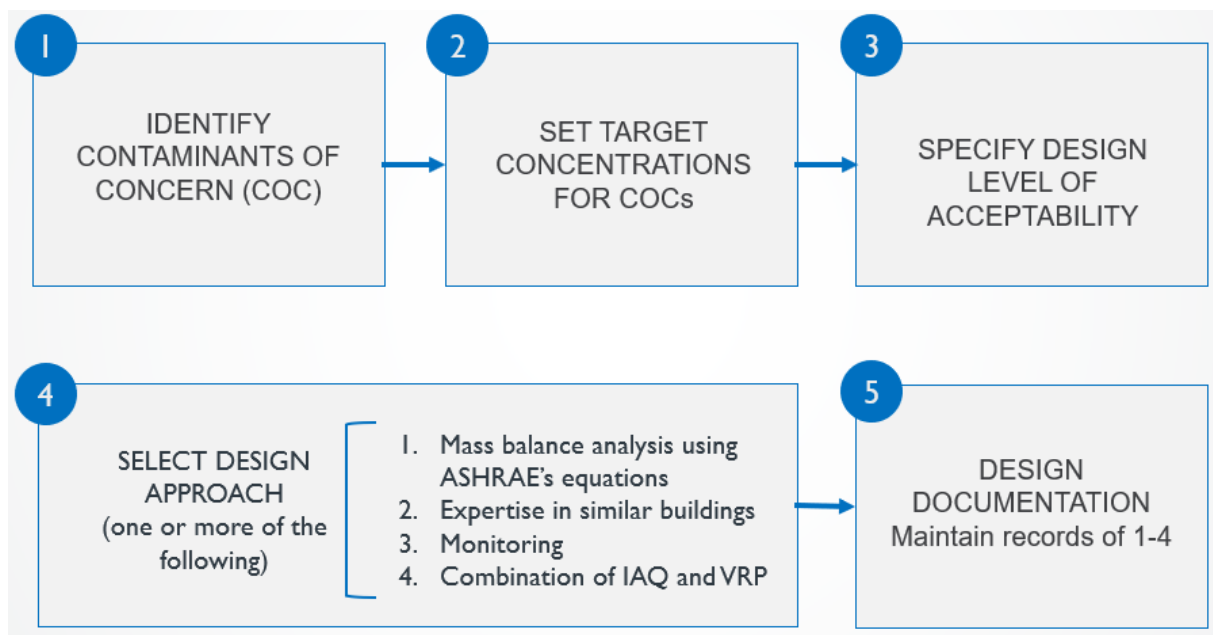 1
IDENTIFY
CONTAMINANTS OF
CONCERN (COC)
2
SET TARGET
CONCENTRATIONS
FOR COCs
3
SPECIFY DESIGN
LEVEL OF
ACCEPTABILITY
4
SELECT DESIGN
APPROACH
(one or more of the
following)
1. Mass balance analysis using
ASHRAE’s equations
2. Expertise in similar buildings
3. Monitoring
4. Combination of IAQ and VRP
5
DESIGN
DOCUMENTATION
Maintain records of 1-4